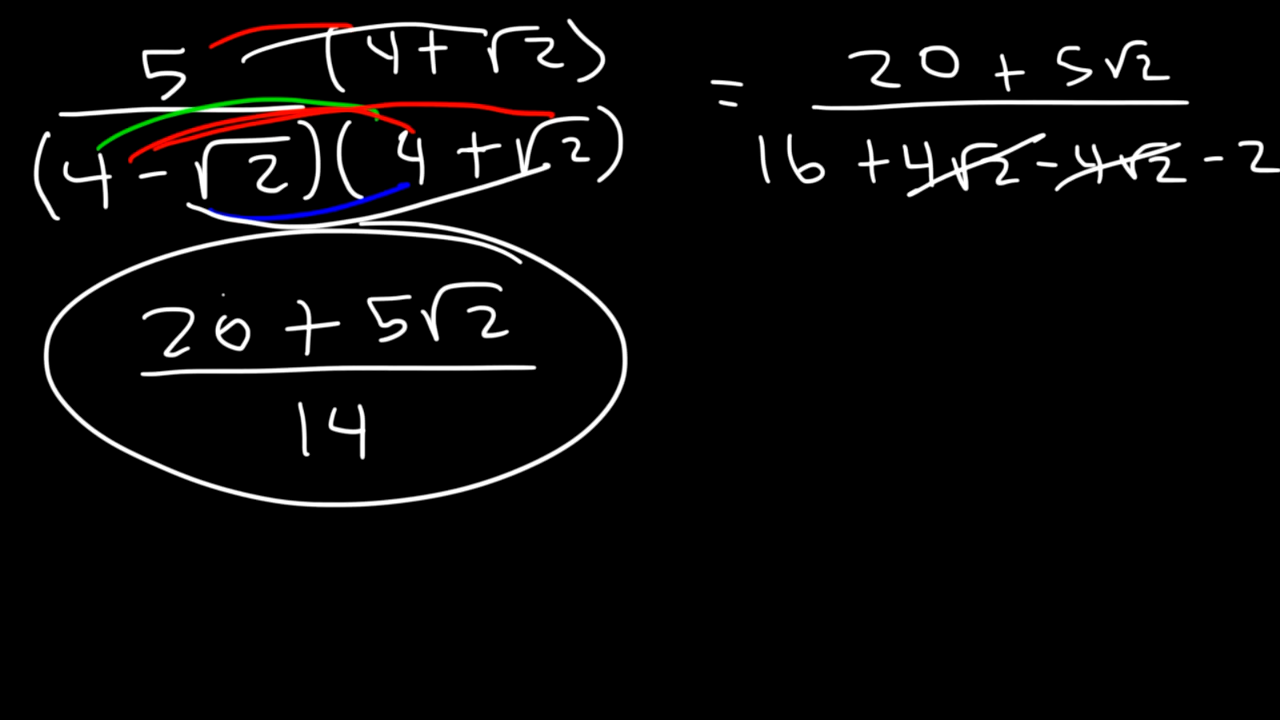 5 (4+√2)
(4-√2)(4+√2)
= 20 + 5√2
16 + 4√2 - 4√2 - 2
20 + 5√2
14